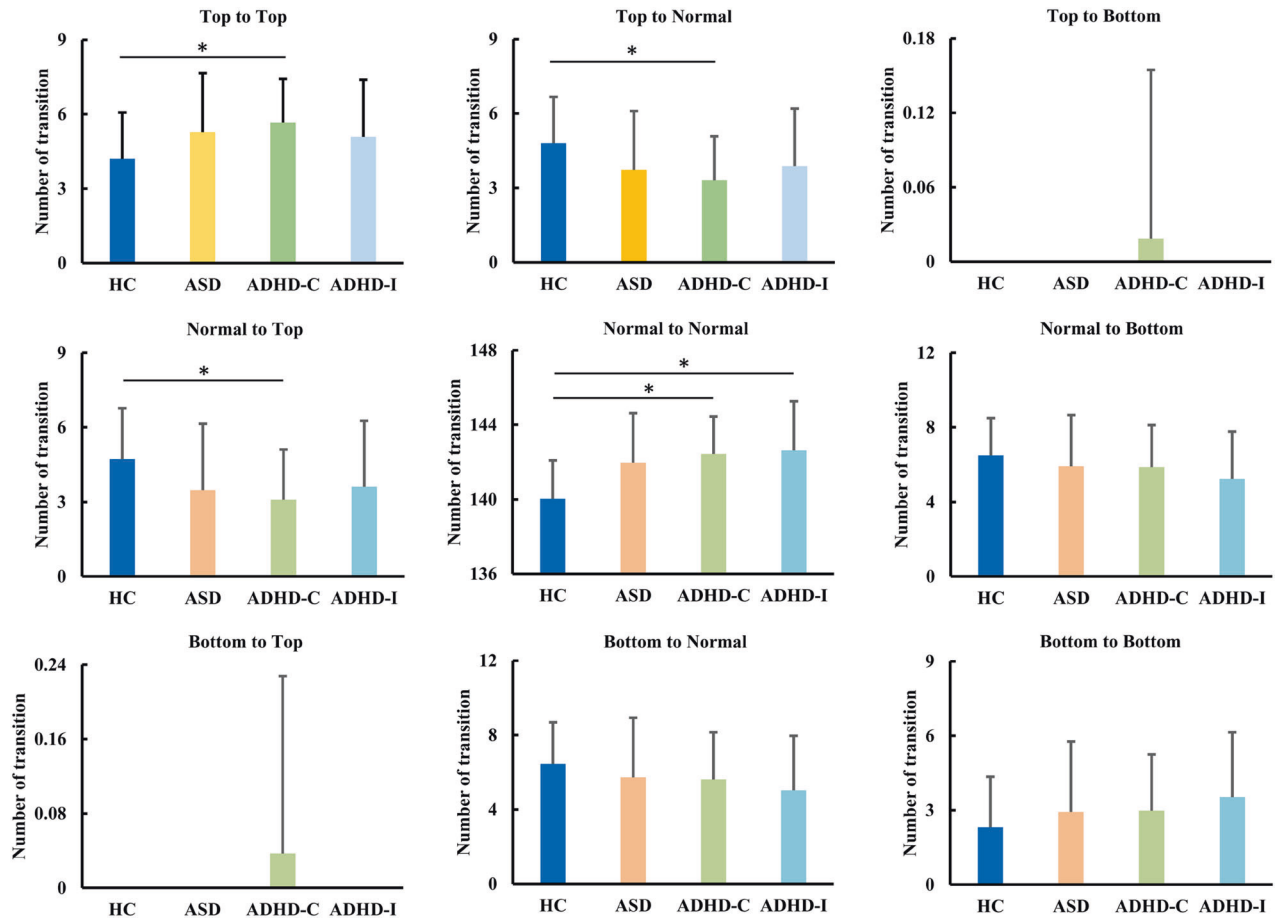 Top to Top
Number of transition
9
6
3
0
*
HC ASD ADHD-C ADHD-I
Top to Normal
Number of transition
9
6
3
0
*
HC ASD ADHD-C ADHD-I
Top to Bottom
Number of transition
0.18
0.12
0.06
0
HC ASD ADHD-C ADHD-I
Normal to Top
Number of transition
9
6
3
0
*
HC ASD ADHD-C ADHD-I
Normal to Normal
Number of transition
148
144
140
136
*
*
HC ASD ADHD-C ADHD-I
Normal to Bottom
Number of transition
12
8
4
0
HC ASD ADHD-C ADHD-I
Bottom to Top
Number of transition
0.24
0.16
0.08
0
HC ASD ADHD-C ADHD-I
Bottom to Normal
Number of transition
12
8
4
0
HC ASD ADHD-C ADHD-I
Bottom to Bottom
Number of transition
9
6
3
0
HC ASD ADHD-C ADHD-I